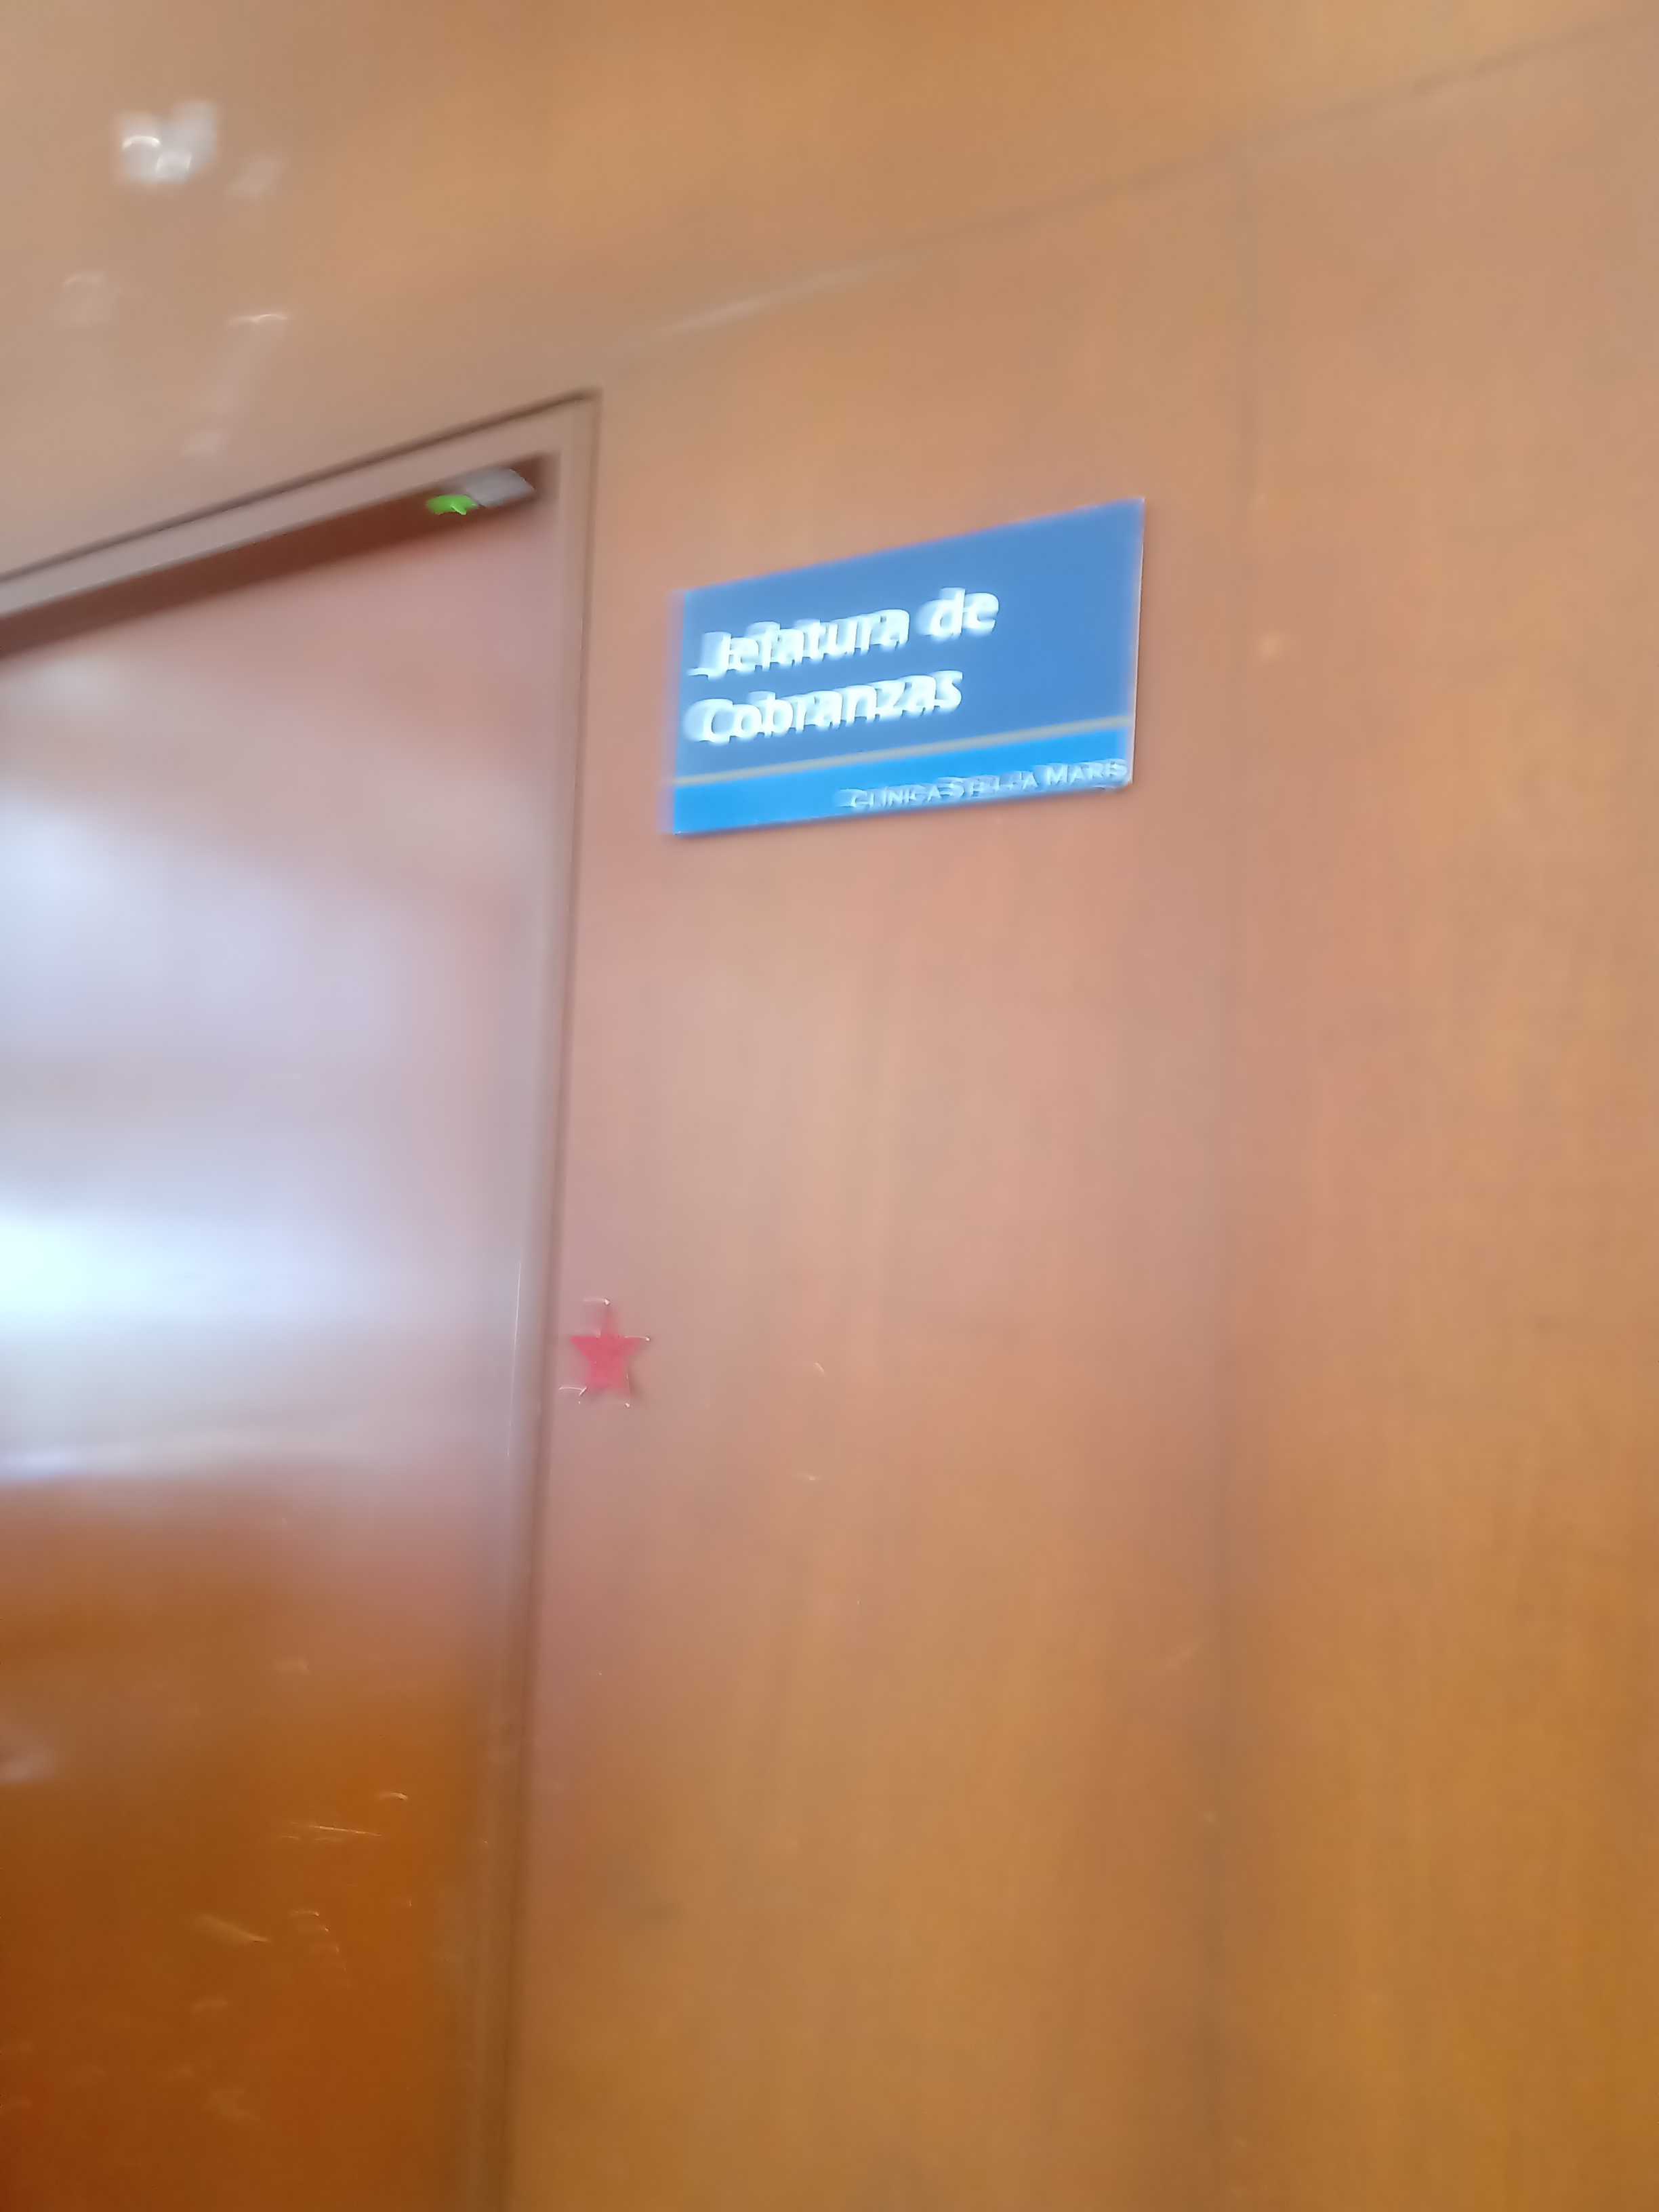 Jefatura de
Cobranzas
CLÍNICA STELLA MARIS